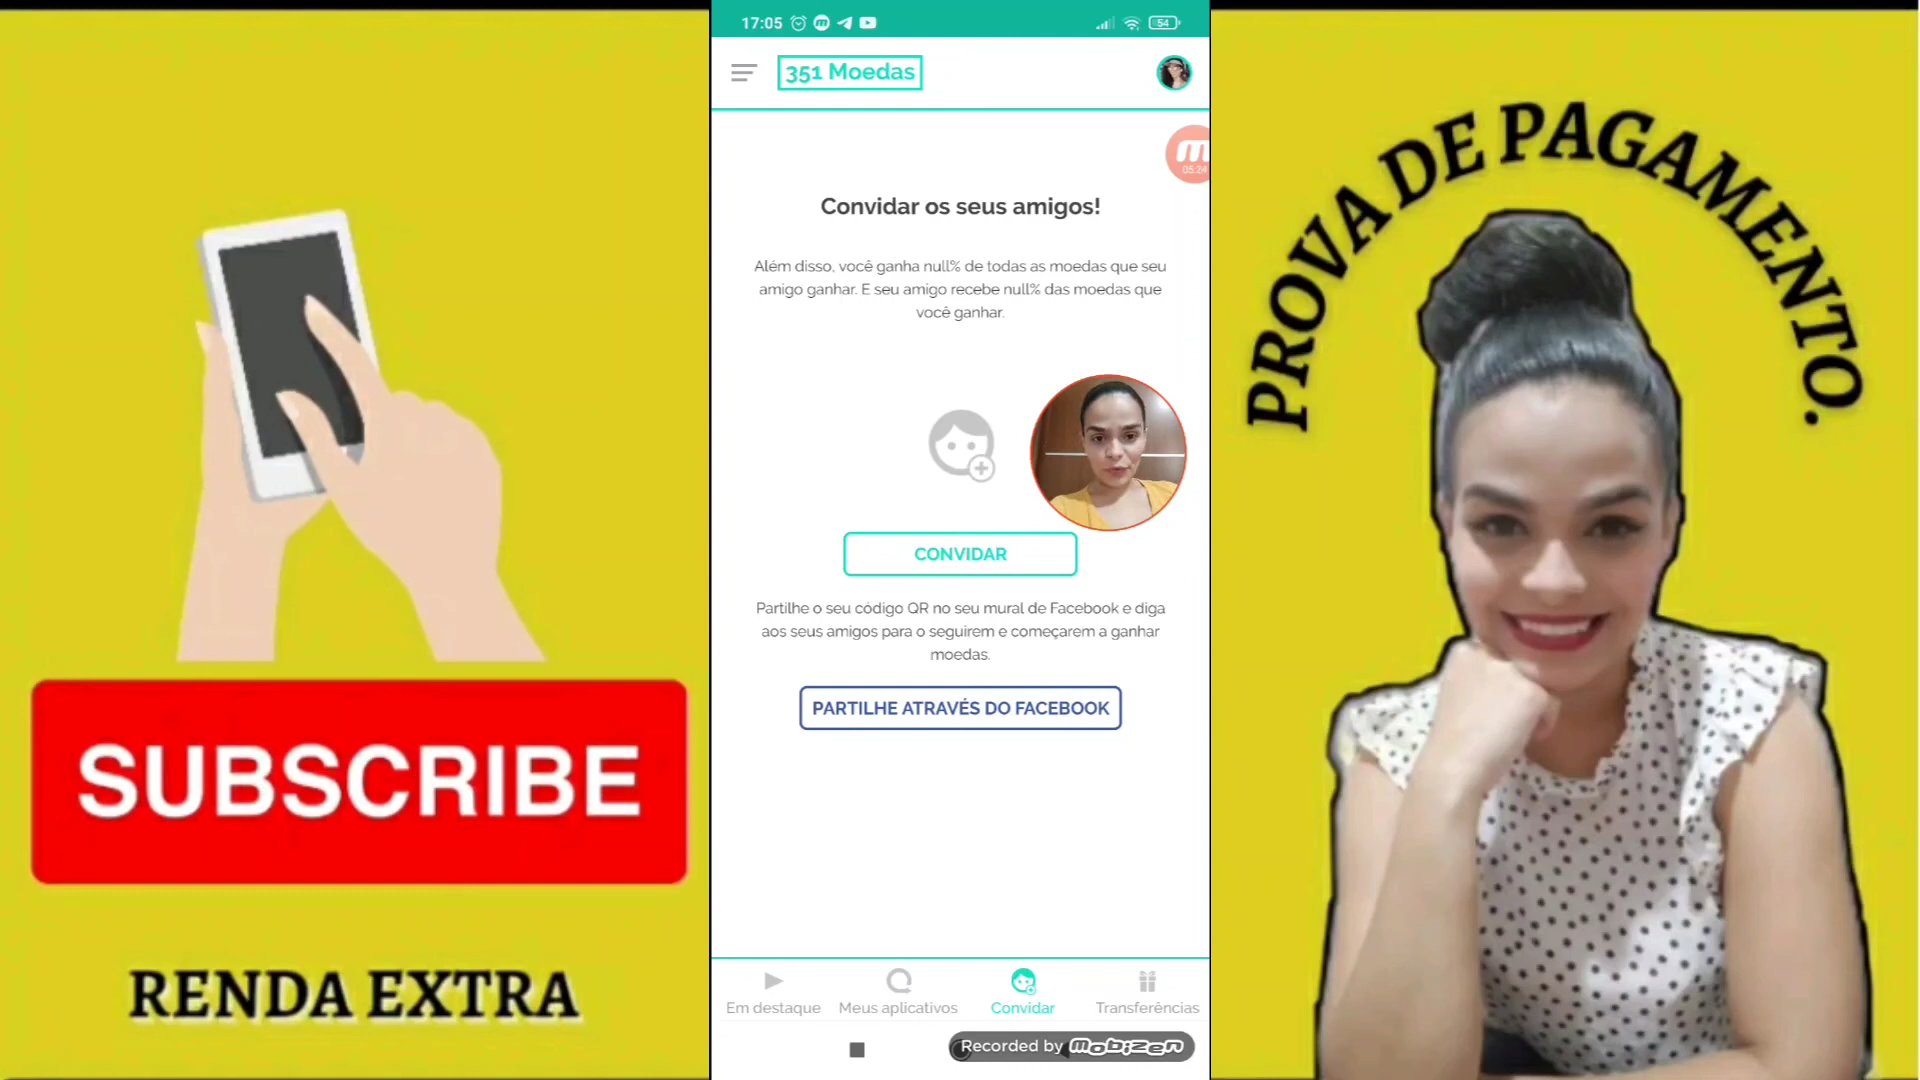 17:05
54
351 Moedas
m
05:24
Convidar os seus amigos!
Além disso, você ganha null% de todas as moedas que seu
amigo ganhar. E seu amigo recebe null% das moedas que
você ganhar.
CONVIDAR
Partilhe o seu código QR no seu mural de Facebook e diga
aos seus amigos para o seguirem e começarem a ganhar
moedas.
PARTILHE ATRAVÉS DO FACEBOOK
Em destaque
Meus aplicativos
Convidar
Transferências
Recorded by mobizen
SUBSCRIBE
RENDA EXTRA
PROVA DE PAGAMENTO.